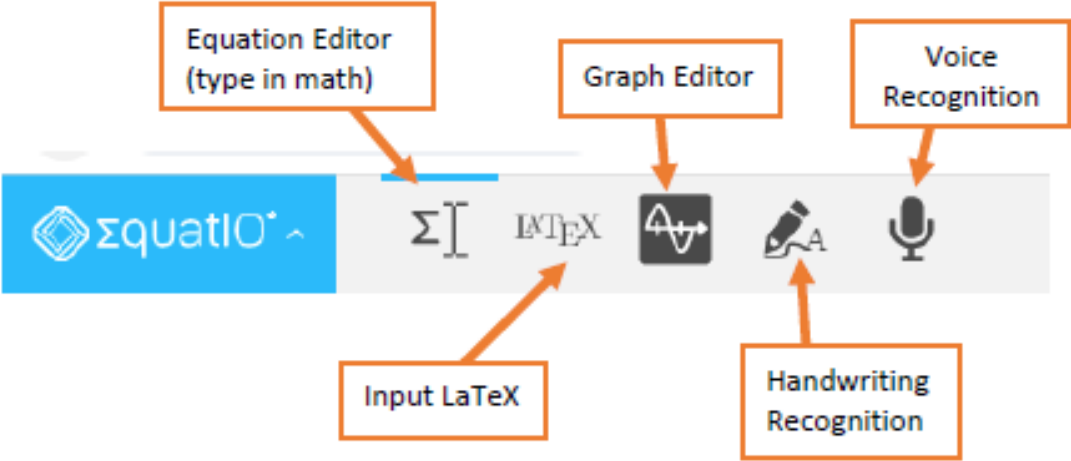 Equation Editor
(type in math)
Graph Editor
Voice
Recognition
ΣquatIO
Σ
LATEX
A
Input LaTeX
Handwriting
Recognition